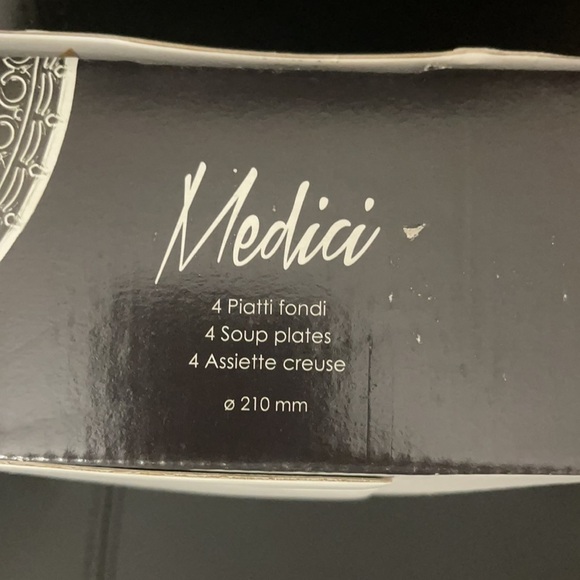 Medici
4 Piatti fondi
4 Soup plates
4 Assiette creuse
ø 210 mm